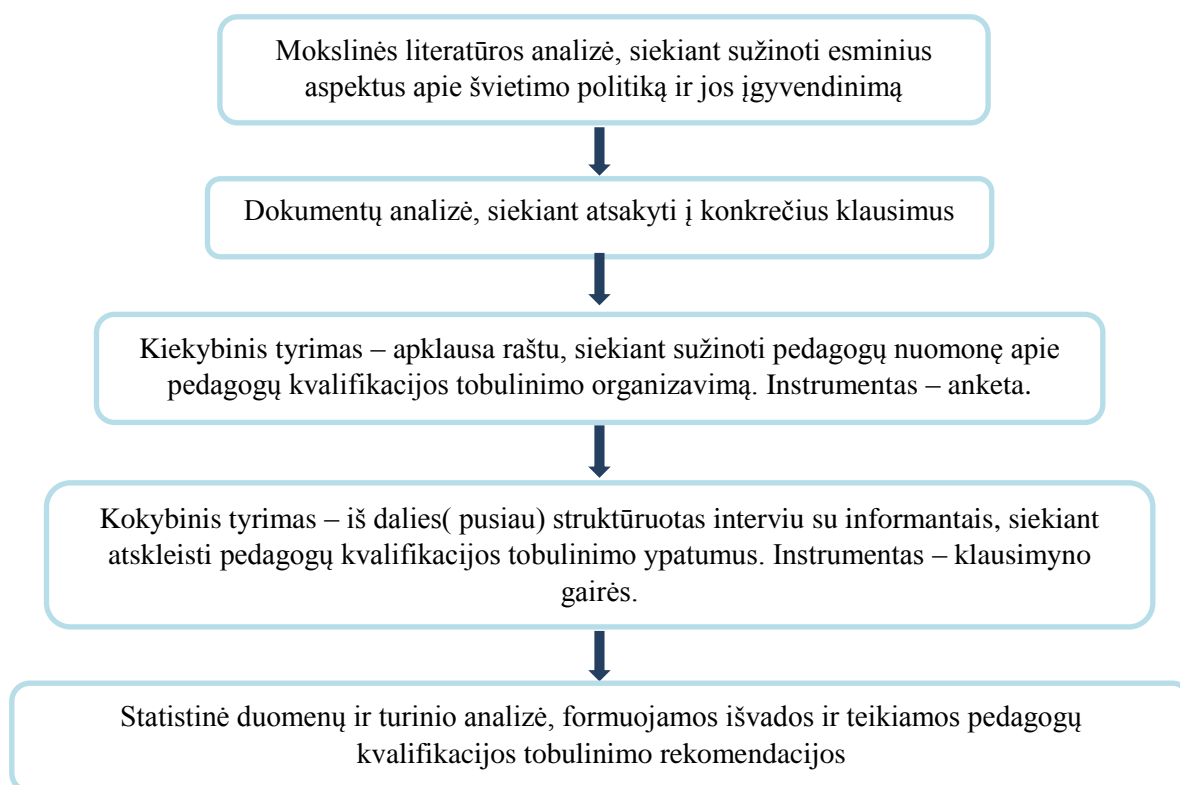 Mokslinės literatūros analizė, siekiant sužinoti esminius
aspektus apie švietimo politiką ir jos įgyvendinimą
Dokumentų analizė, siekiant atsakyti į konkrečius klausimus
Kiekybinis tyrimas – apklausa raštu, siekiant sužinoti pedagogų nuomonę apie
pedagogų kvalifikacijos tobulinimo organizavimą. Instrumentas – anketa.
Kokybinis tyrimas – iš dalies( pusiau) struktūruotas interviu su informantais, siekiant
atskleisti pedagogų kvalifikacijos tobulinimo ypatumus. Instrumentas – klausimyno
gairės.
Statistinė duomenų ir turinio analizė, formuojamos išvados ir teikiamos pedagogų
kvalifikacijos tobulinimo rekomendacijos